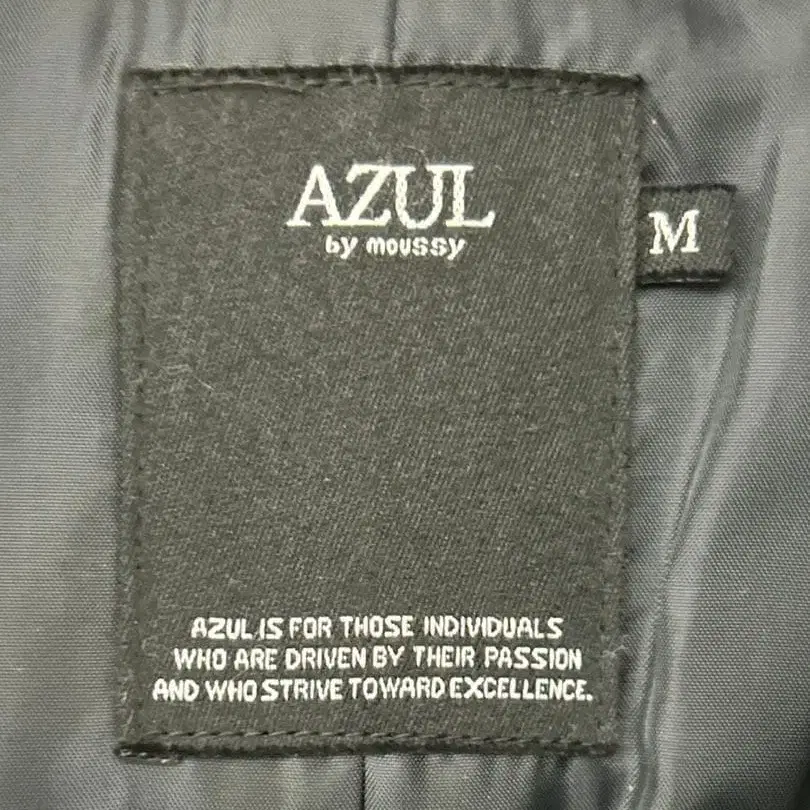 AZUL
by moussy
M
AZUL IS FOR THOSE INDIVIDUALS
WHO ARE DRIVEN BY THEIR PASSION
AND WHO STRIVE TOWARD EXCELLENCE.